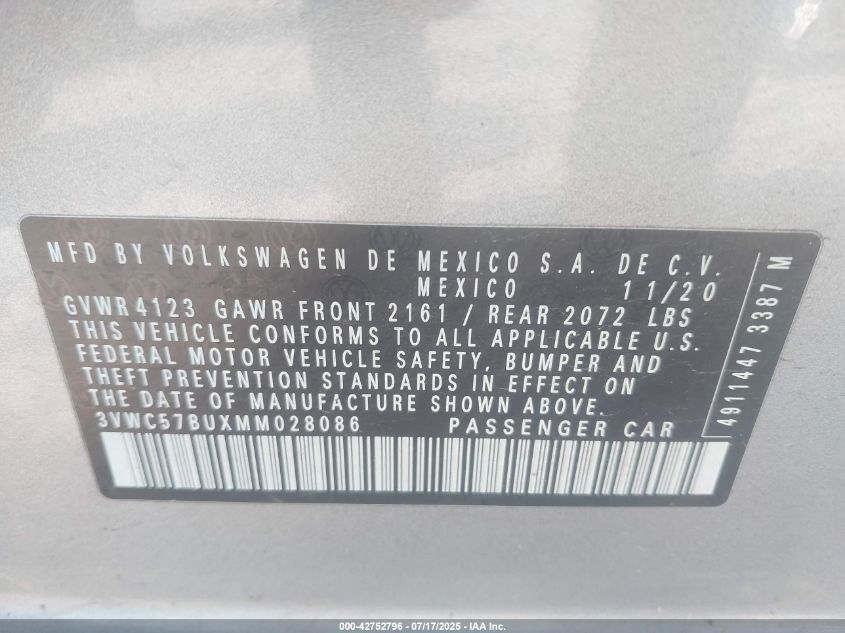 MFD BY VOLKSWAGEN DE MEXICO S.A. DE C.V.
MEXICO 11/20
GVWR 4123 GAWR FRONT 2161 / REAR 2072 LBS
THIS VEHICLE CONFORMS TO ALL APPLICABLE U.S.
FEDERAL MOTOR VEHICLE SAFETY, BUMPER AND
THEFT PREVENTION STANDARDS IN EFFECT ON
THE DATE OF MANUFACTURE SHOWN ABOVE.
3VWC57BUXMM028086 PASSENGER CAR
4911447 3387 M
000-42752796 - 07/17/2025 - IAA Inc.